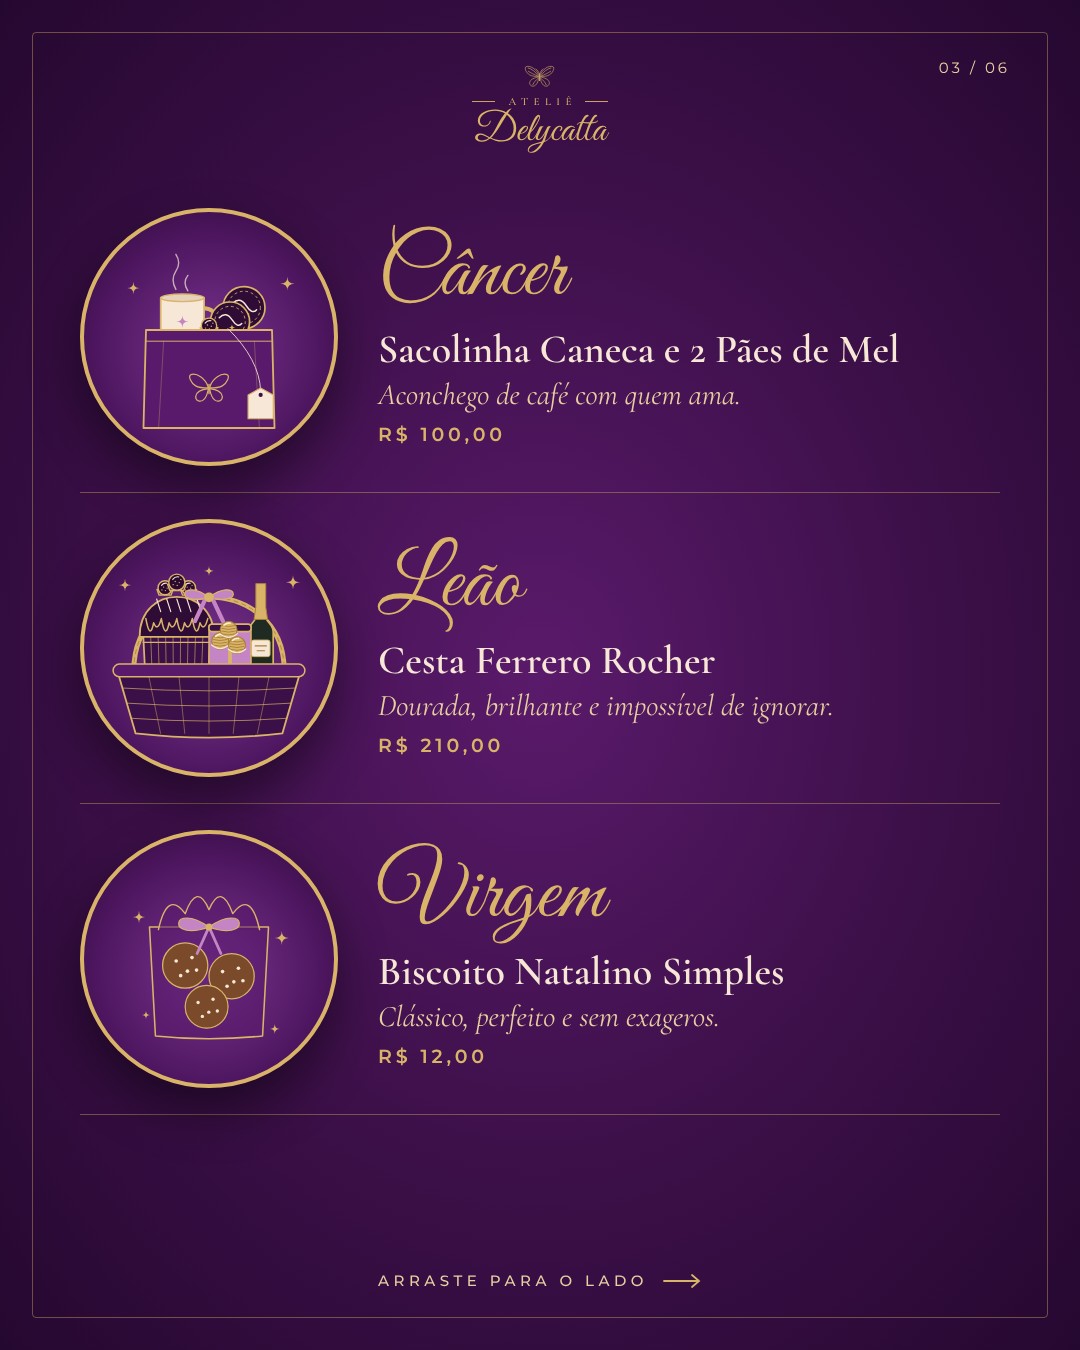 03 / 06
ATELIÊ
Delycatta
Câncer
Sacolinha Caneca e 2 Pães de Mel
Aconchego de café com quem ama.
R$ 100,00
Leão
Cesta Ferrero Rocher
Dourada, brilhante e impossível de ignorar.
R$ 210,00
Virgem
Biscoito Natalino Simples
Clássico, perfeito e sem exageros.
R$ 12,00
ARRASTE PARA O LADO